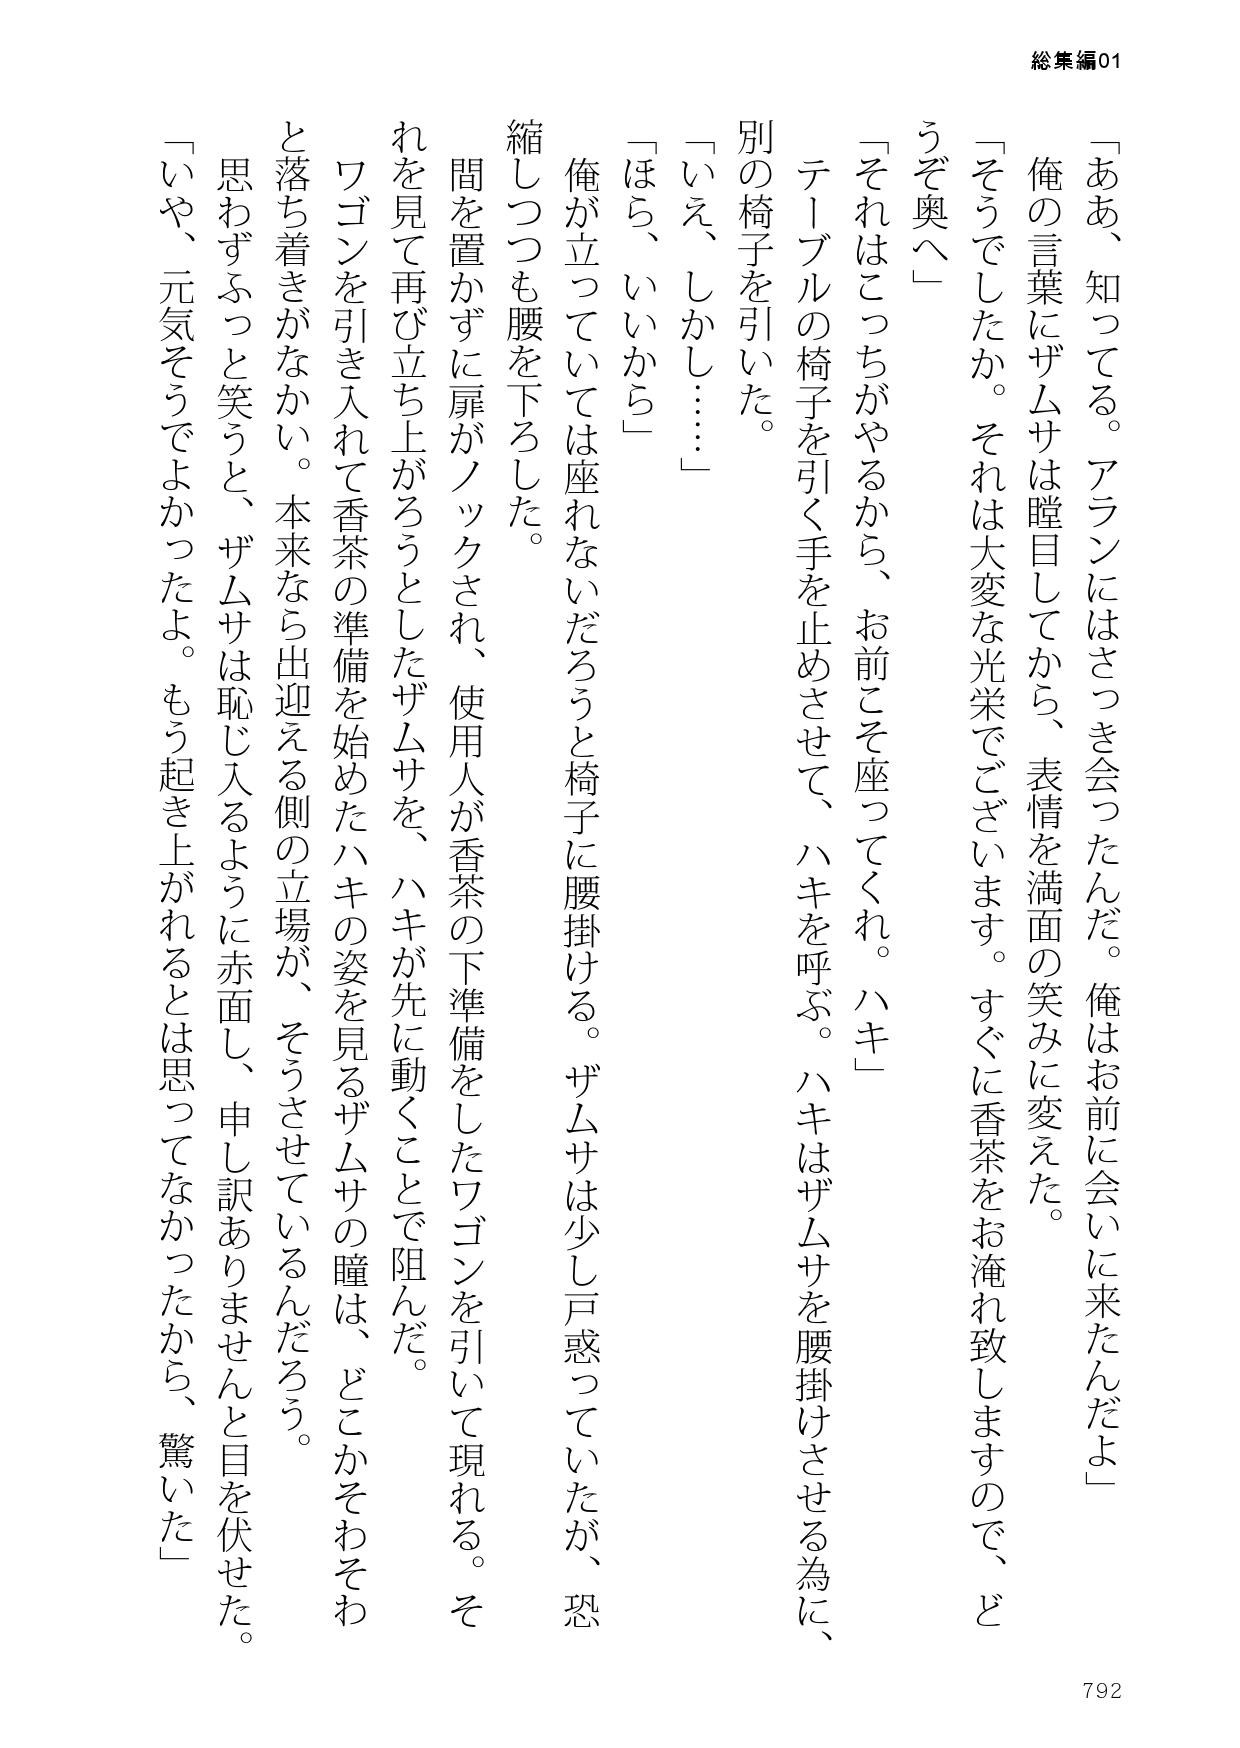 総集編01
「ああ、知ってる。アランにはさっき会ったんだ。俺はお前に会いに来たんだよ」
俺の言葉にザムサは瞠目してから、表情を満面の笑みに変えた。
「そうでしたか。それは大変な光栄でございます。すぐに香茶をお淹れ致しますので、ど
うぞ奥へ」
「それはこっちがやるから、お前こそ座ってくれ。ハキ」
テーブルの椅子を引く手を止めさせて、ハキを呼ぶ。ハキはザムサを腰掛けさせる為に、
別の椅子を引いた。
「いえ、しかし……」
「ほら、いいから」
俺が立っていては座れないだろうと椅子に腰掛ける。ザムサは少し戸惑っていたが、恐
縮しつつも腰を下ろした。
間を置かずに扉がノックされ、使用人が香茶の下準備をしたワゴンを引いて現れる。そ
れを見て再び立ち上がろうとしたザムサを、ハキが先に動くことで阻んだ。
ワゴンを引き入れて香茶の準備を始めたハキの姿を見るザムサの瞳は、どこかそわそわ
と落ち着きがなかい。本来なら出迎える側の立場が、そうさせているんだろう。
思わずふっと笑うと、ザムサは恥じ入るように赤面し、申し訳ありませんと目を伏せた。
「いや、元気そうでよかったよ。もう起き上がれるとは思ってなかったから、驚いた」
792